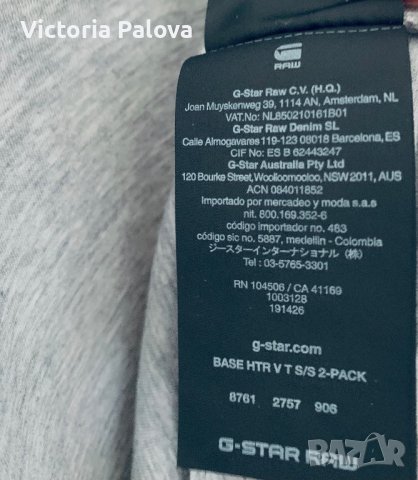 Victoria Palova
RAW
G-Star Raw C.V. (H.Q.)
Joan Muyskenweg 39, 1114 AN, Amsterdam, NL
VAT.No: NL850210161B01
G-Star Raw Denim SL
Calle Almogavares 119-123 08018 Barcelona, ES
CIF No: ES B 62443247
G-Star Australia Pty Ltd
120 Bourke Street, Woolloomooloo, NSW2011, AUS
ACN 084011852
Importado por mercadeo y moda s.a.s
nit. 800.169.352-6
código importador no. 463
código sic no. 5887, medellin - Colombia
ジースターインターナショナル（株）
Tel : 03-5765-3301
RN 104506 / CA 41169
1003128
191426
g-star.com
BASE HTR V T S/S 2-PACK
8761 2757 906
G-STAR RAW
BAZAR